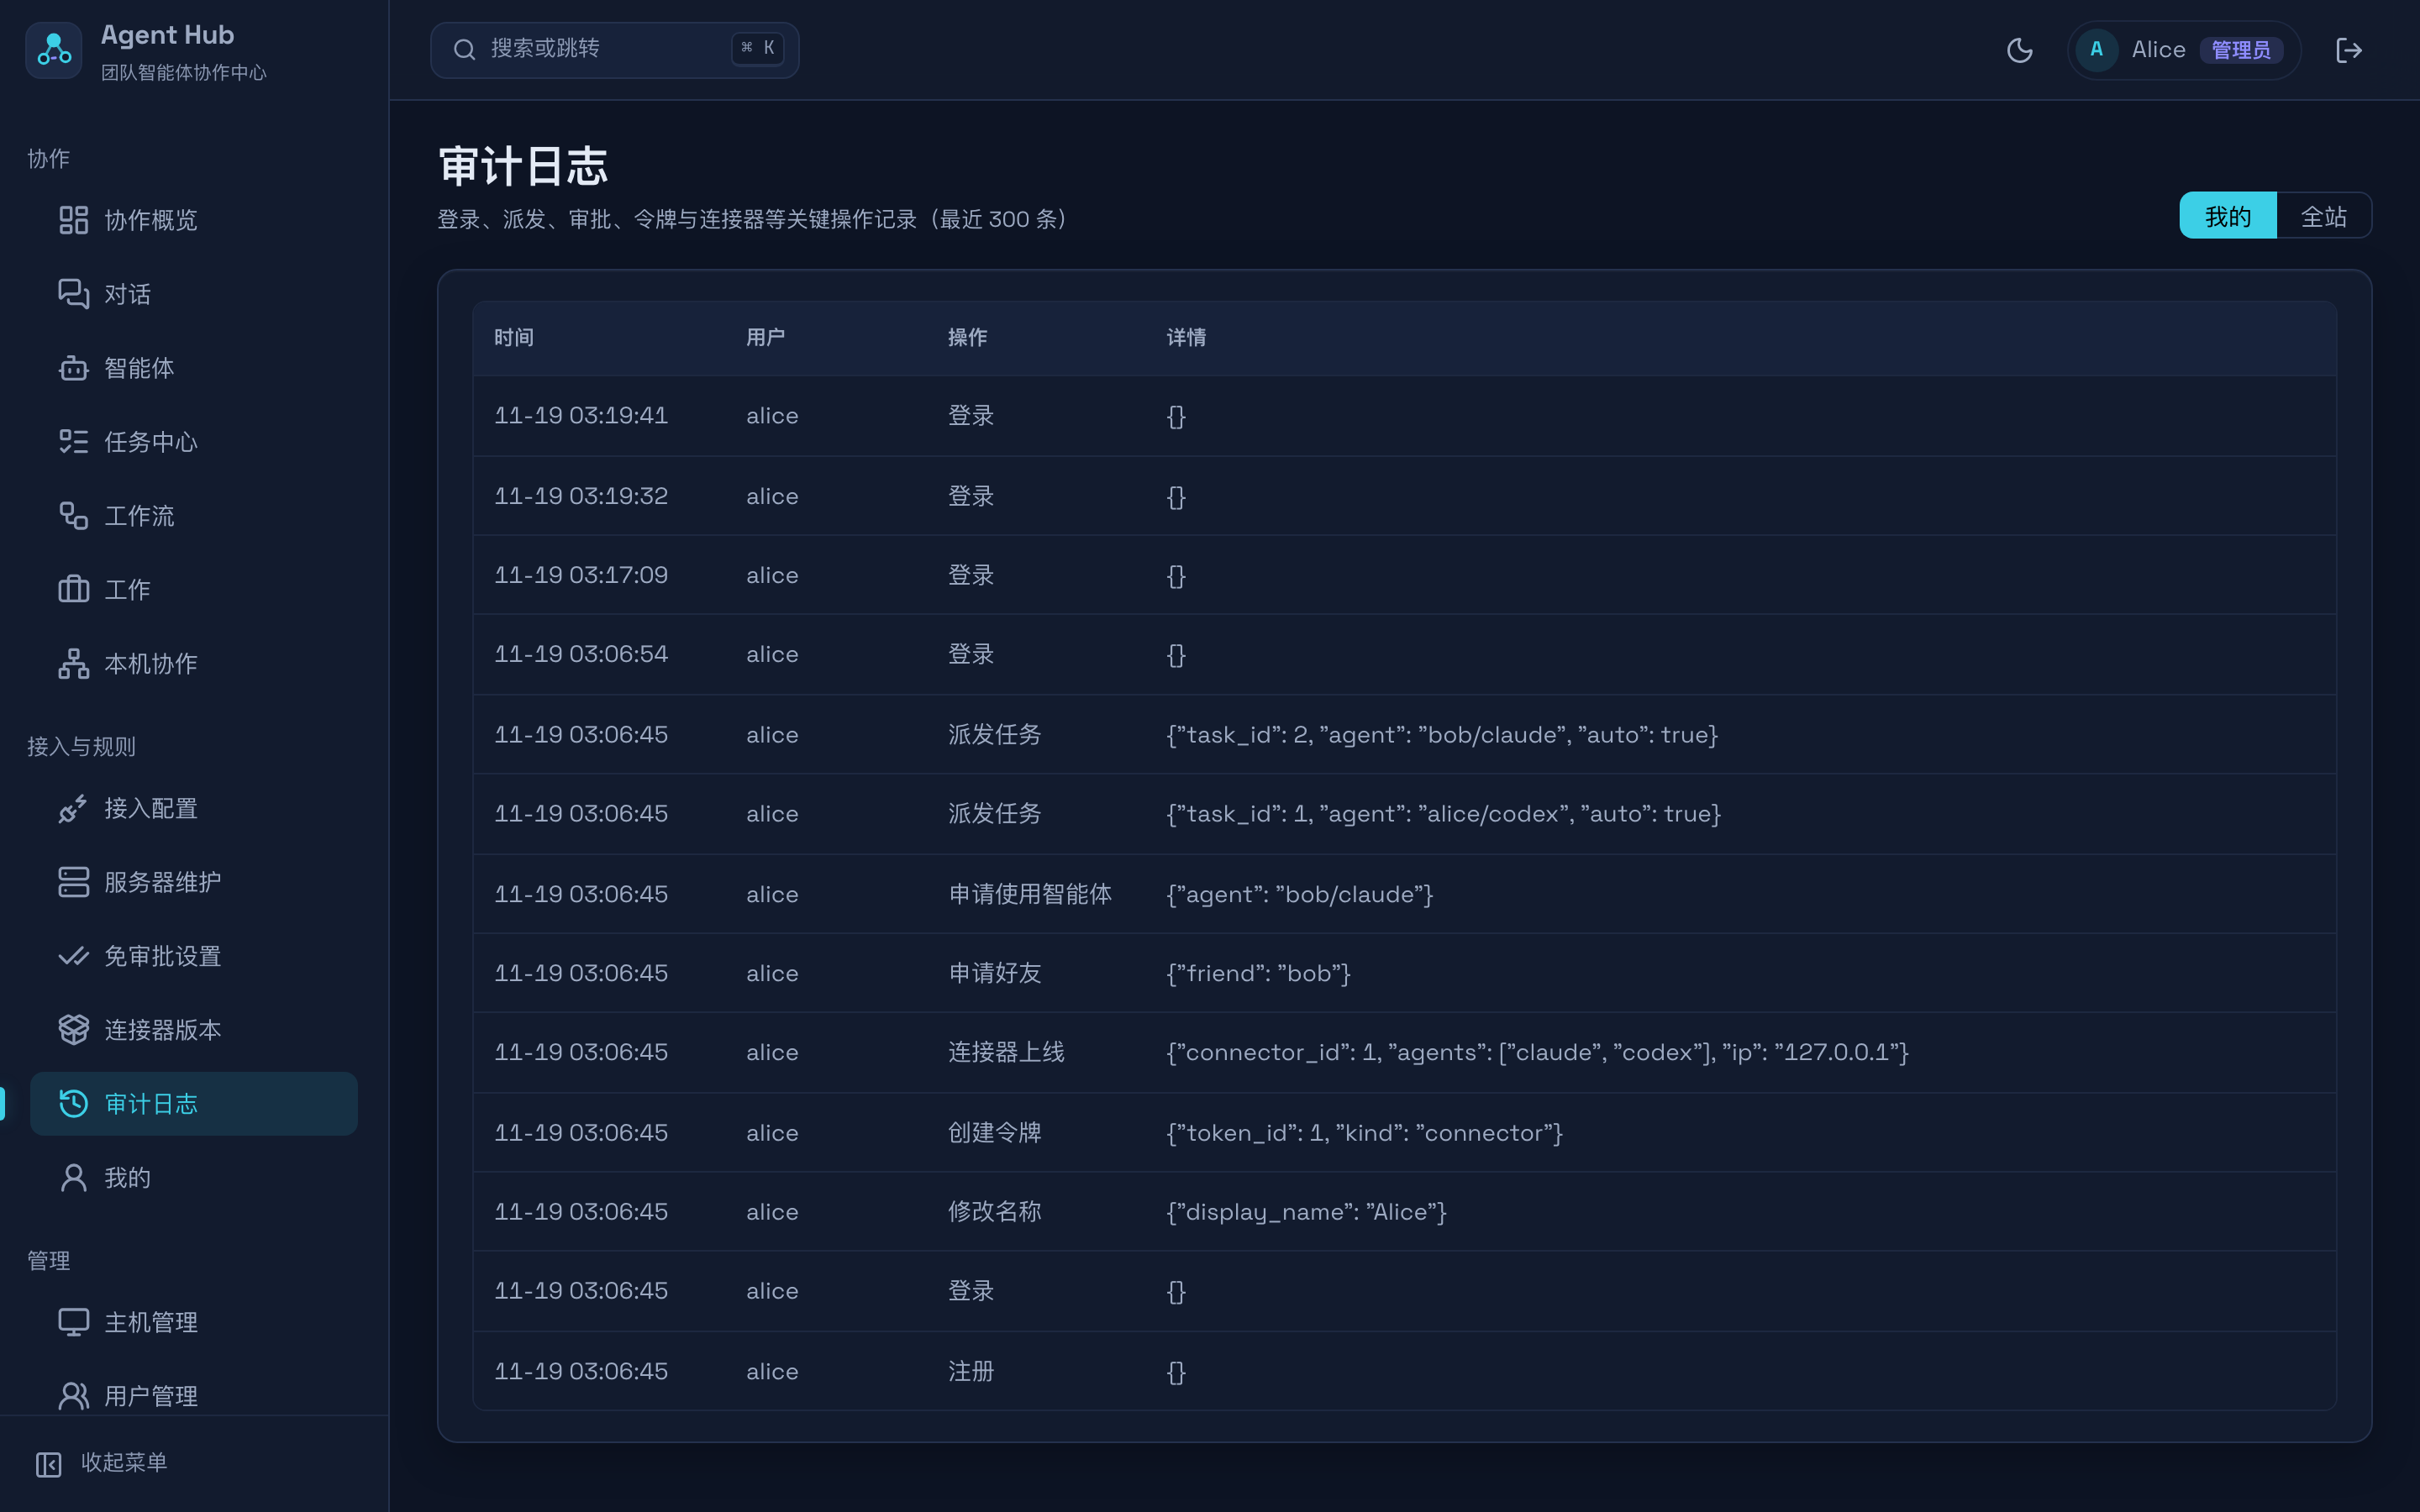 Agent Hub
团队智能体协作中心
搜索或跳转
⌘ K
A
Alice
管理员
协作
协作概览
对话
智能体
任务中心
工作流
工作
本机协作
接入与规则
接入配置
服务器维护
免审批设置
连接器版本
审计日志
我的
管理
主机管理
用户管理
收起菜单
审计日志
登录、派发、审批、令牌与连接器等关键操作记录（最近 300 条）
我的 全站
时间 用户 操作 详情
11-19 03:19:41 alice 登录 {}
11-19 03:19:32 alice 登录 {}
11-19 03:17:09 alice 登录 {}
11-19 03:06:54 alice 登录 {}
11-19 03:06:45 alice 派发任务 {"task_id": 2, "agent": "bob/claude", "auto": true}
11-19 03:06:45 alice 派发任务 {"task_id": 1, "agent": "alice/codex", "auto": true}
11-19 03:06:45 alice 申请使用智能体 {"agent": "bob/claude"}
11-19 03:06:45 alice 申请好友 {"friend": "bob"}
11-19 03:06:45 alice 连接器上线 {"connector_id": 1, "agents": ["claude", "codex"], "ip": "127.0.0.1"}
11-19 03:06:45 alice 创建令牌 {"token_id": 1, "kind": "connector"}
11-19 03:06:45 alice 修改名称 {"display_name": "Alice"}
11-19 03:06:45 alice 登录 {}
11-19 03:06:45 alice 注册 {}